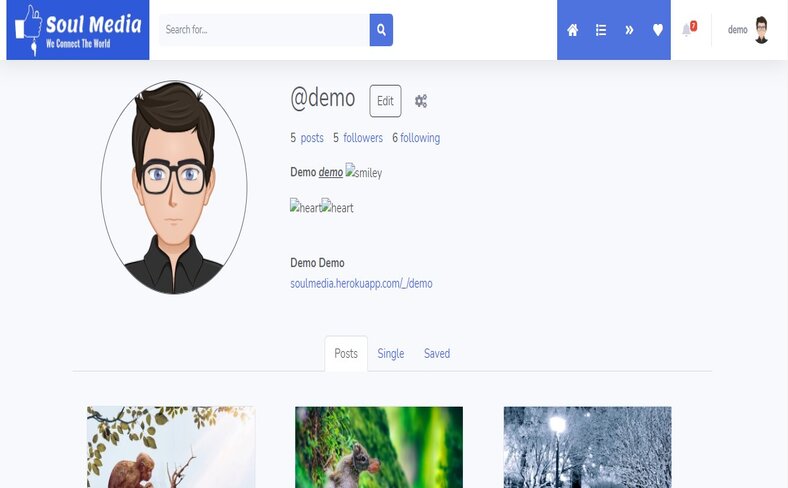 Soul Media
We Connect The World
Search for...
7
demo
@demo
Edit
5 posts 5 followers 6 following
Demo demo smiley
heart heart
Demo Demo
soulmedia.herokuapp.com/_/demo
Posts Single Saved